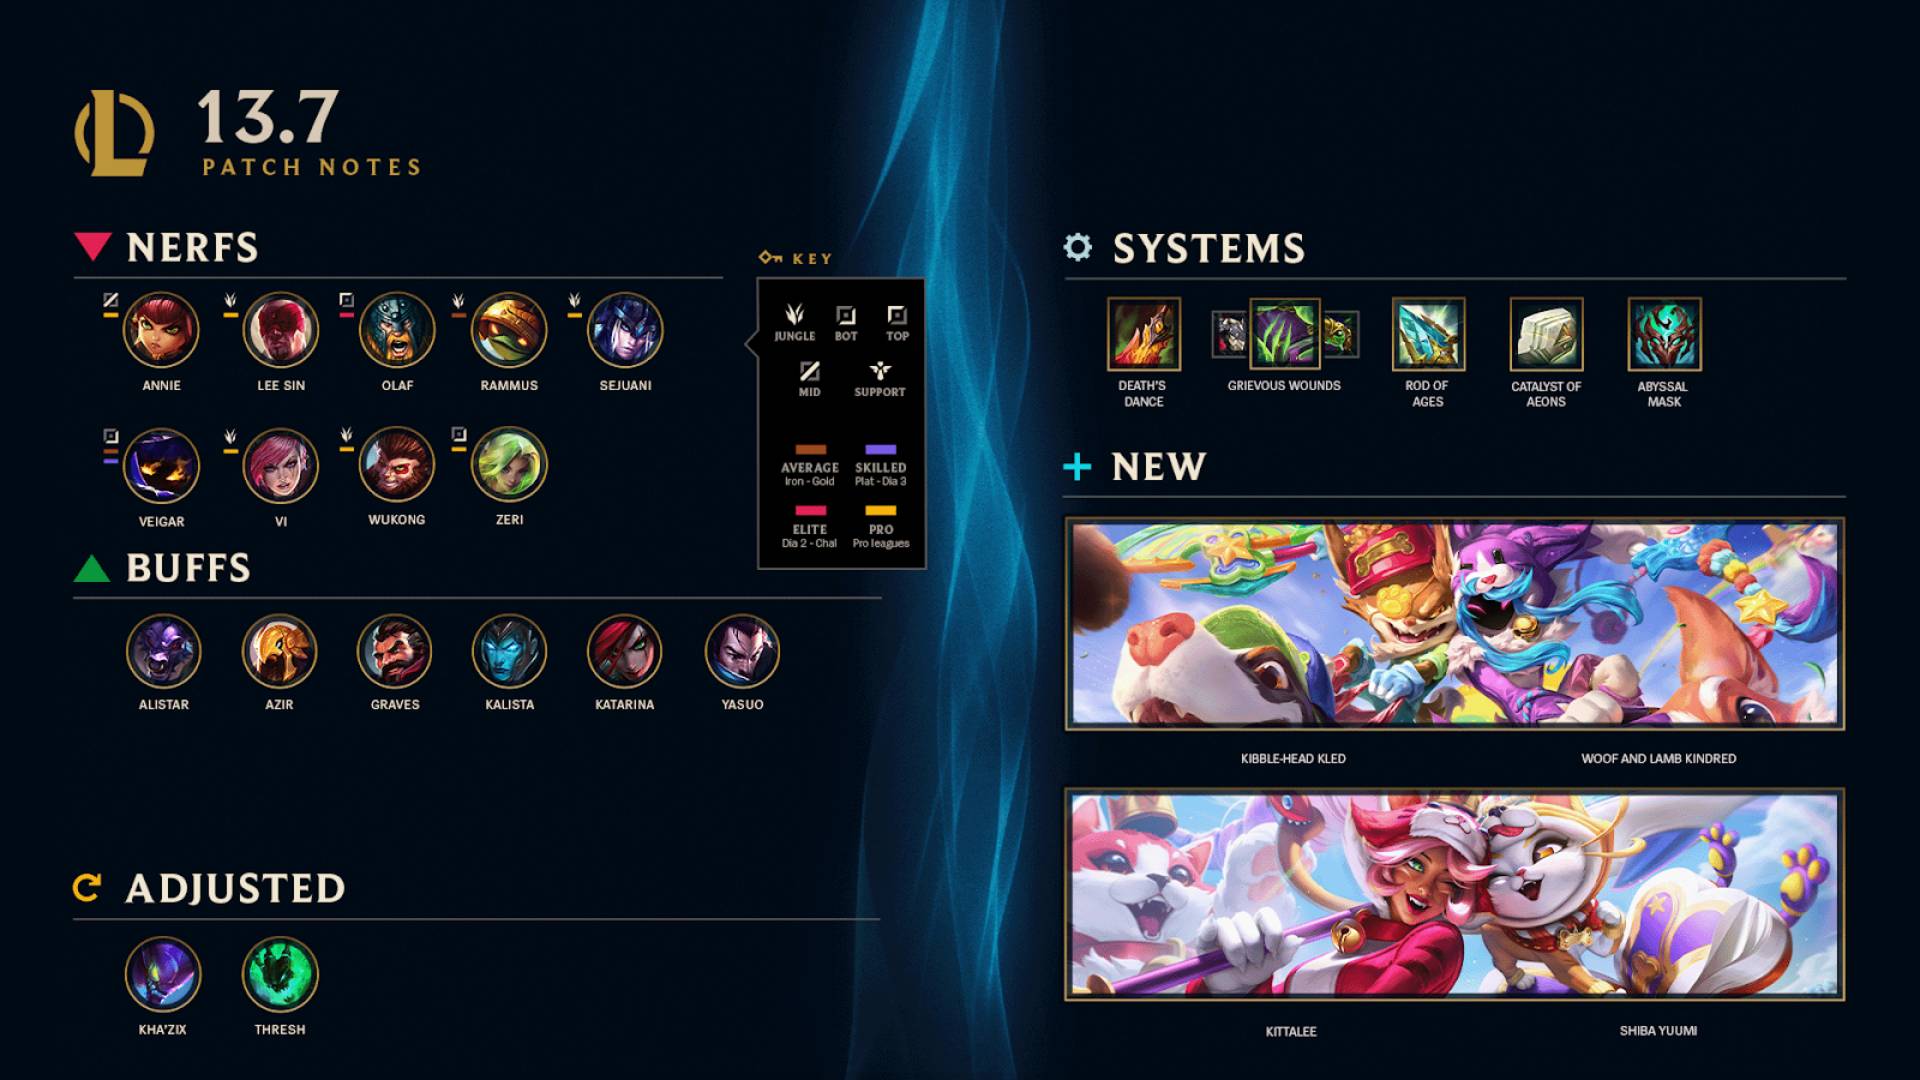 13.7
PATCH NOTES
NERFS
ANNIE
LEE SIN
OLAF
RAMMUS
SEJUANI
VEIGAR
VI
WUKONG
ZERI
KEY
JUNGLE
BOT
TOP
MID
SUPPORT
AVERAGE
Iron - Gold
SKILLED
Plat - Dia 3
ELITE
Dia 2 - Chal
PRO
Pro leagues
BUFFS
ALISTAR
AZIR
GRAVES
KALISTA
KATARINA
YASUO
ADJUSTED
KHA'ZIX
THRESH
SYSTEMS
DEATH'S
DANCE
GRIEVOUS WOUNDS
ROD OF
AGES
CATALYST OF
AEONS
ABYSSAL
MASK
NEW
KIBBLE-HEAD KLED
WOOF AND LAMB KINDRED
KITTALEE
SHIBA YUUMI